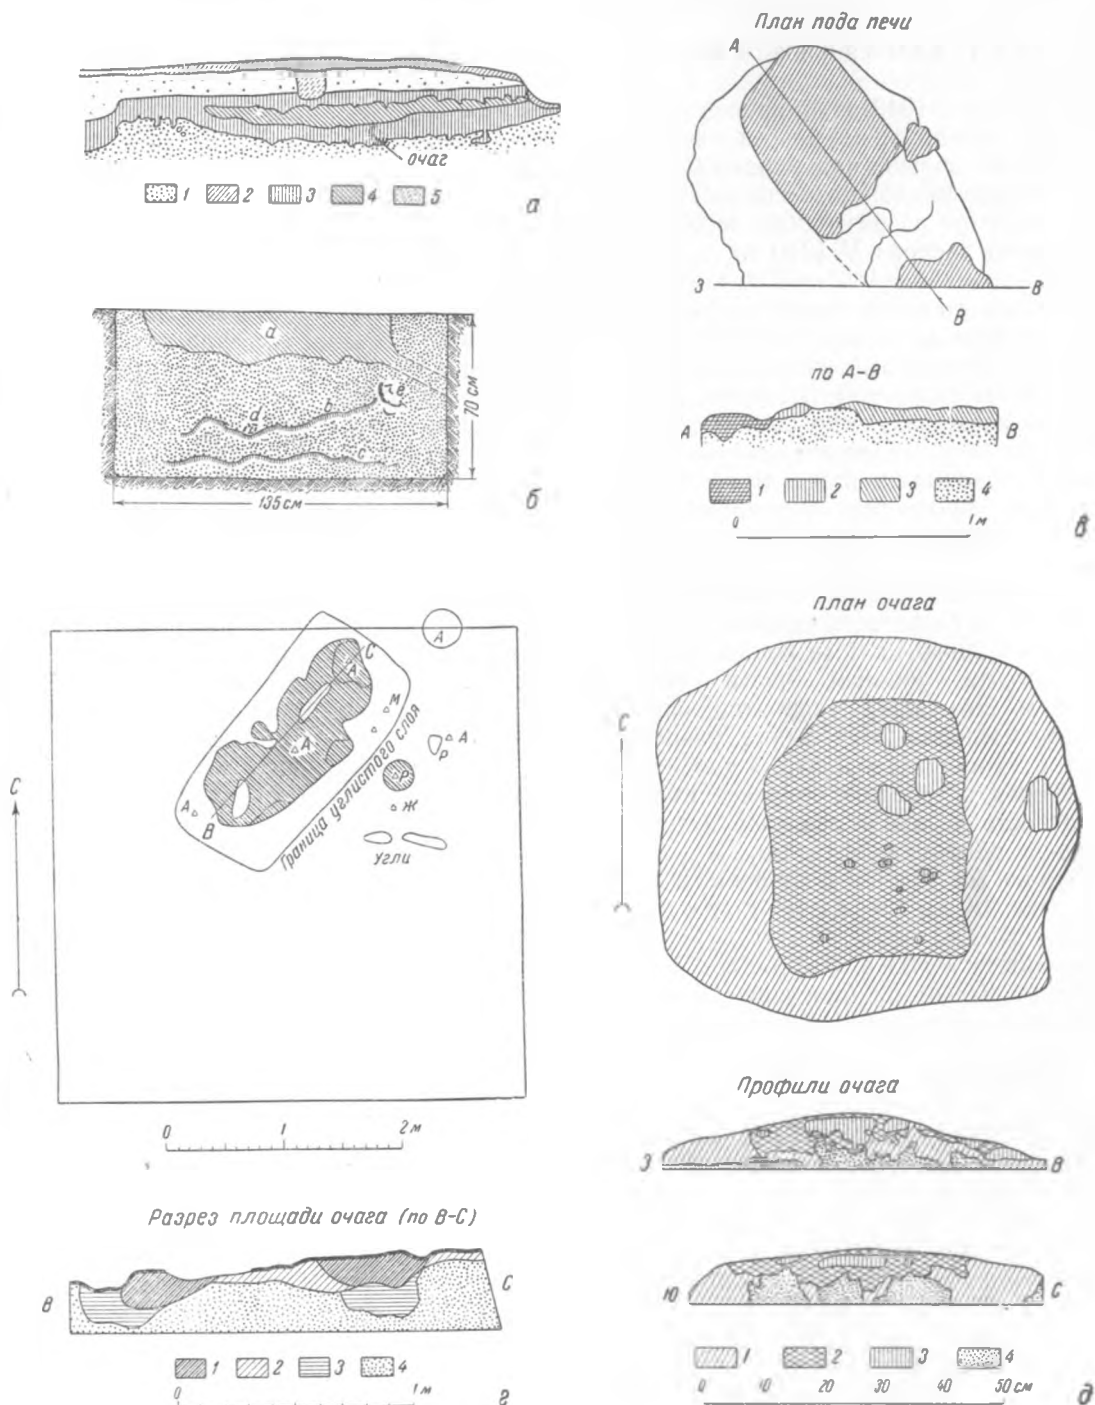 очаг
1 2 3 4 5
а
a
d
b
e
c
70 см
135 см
б
План пода печи
А
З В
В
по А-В
А В
1 2 3 4
0 1 м
в
А
С
А
М
А
А
Р
Р
А
В
Ж
Граница углистого слоя
Угли
С
0 1 2 м
Разрез площади очага (по В-С)
В С
1 2 3 4
0 1 м
г
План очага
С
Профили очага
З В
Ю С
1 2 3 4
0 10 20 30 40 50 см
д